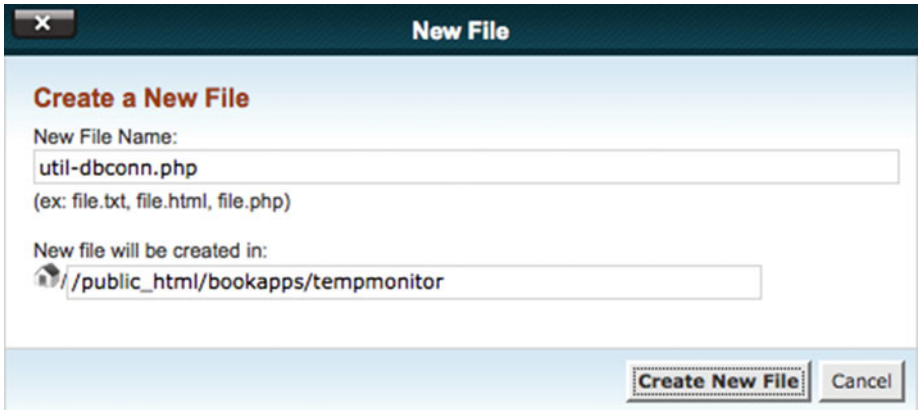 New File
Create a New File
New File Name:
util-dbconn.php
(ex: file.txt, file.html, file.php)
New file will be created in:
//public_html/bookapps/tempmonitor
Create New File Cancel